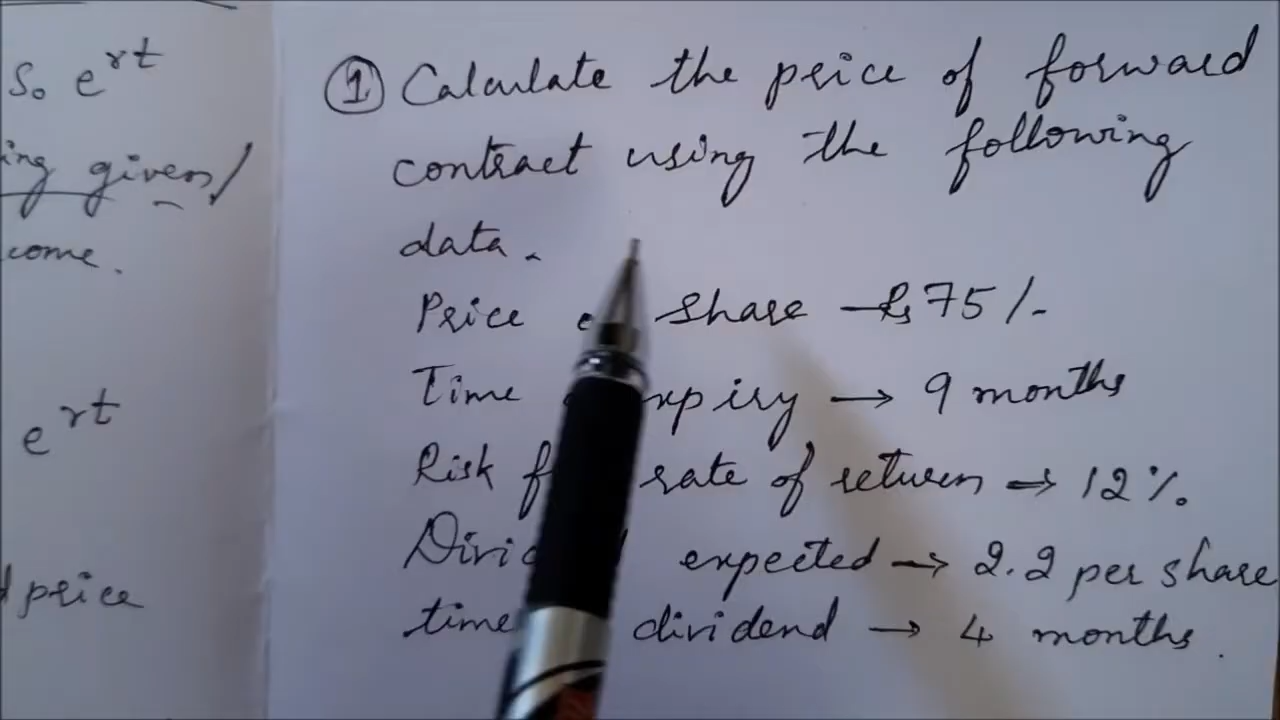 S₀ e^rt
ing given/
come.
e^rt
d price
① Calculate the price of forward
contract using the following
data.
Price share — Rs 75/-
Time expiry → 9 months
Risk rate of return → 12%.
expected → 2.2 per share
time dividend → 4 months.